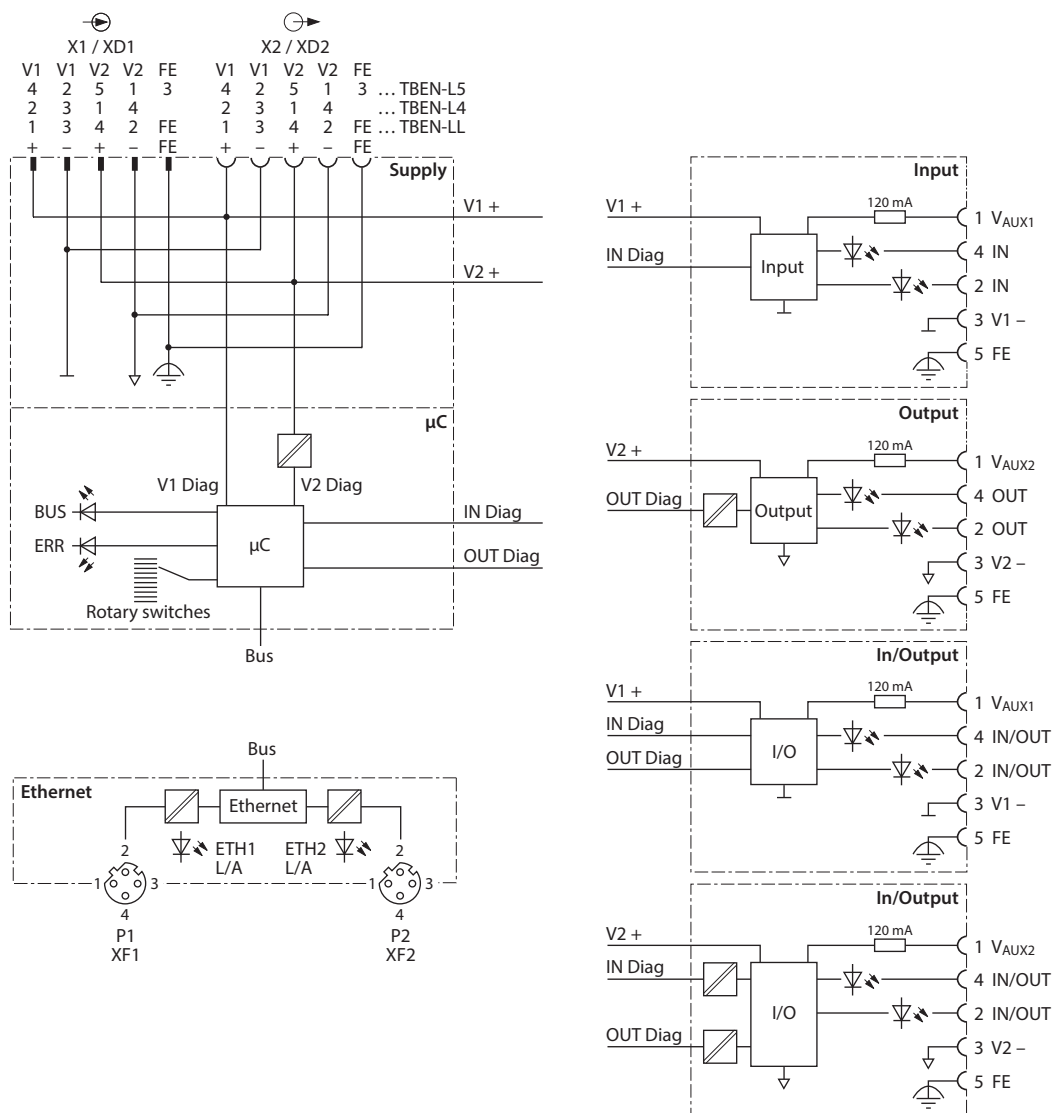 X1 / XD1
X2 / XD2
V1 V1 V2 V2 FE V1 V1 V2 V2 FE
4 2 5 1 3 4 2 5 1 3 ... TBEN-L5
2 3 1 4 2 3 1 4 ... TBEN-L4
1 3 4 2 FE 1 3 4 2 FE ... TBEN-LL
+ – + – FE + – + – FE
Supply
V1 +
V2 +
µC
V1 Diag
V2 Diag
BUS
ERR
µC
IN Diag
OUT Diag
Rotary switches
Bus
Bus
Ethernet
Ethernet
ETH1
L/A
ETH2
L/A
2
1 3
4
P1
XF1
2
1 3
4
P2
XF2
Input
V1 +
120 mA
1 VAUX1
IN Diag
Input
4 IN
2 IN
3 V1 –
5 FE
Output
V2 +
120 mA
1 VAUX2
OUT Diag
Output
4 OUT
2 OUT
3 V2 –
5 FE
In/Output
V1 +
120 mA
1 VAUX1
IN Diag
4 IN/OUT
OUT Diag
I/O
2 IN/OUT
3 V1 –
5 FE
In/Output
V2 +
120 mA
1 VAUX2
IN Diag
4 IN/OUT
I/O
2 IN/OUT
OUT Diag
3 V2 –
5 FE